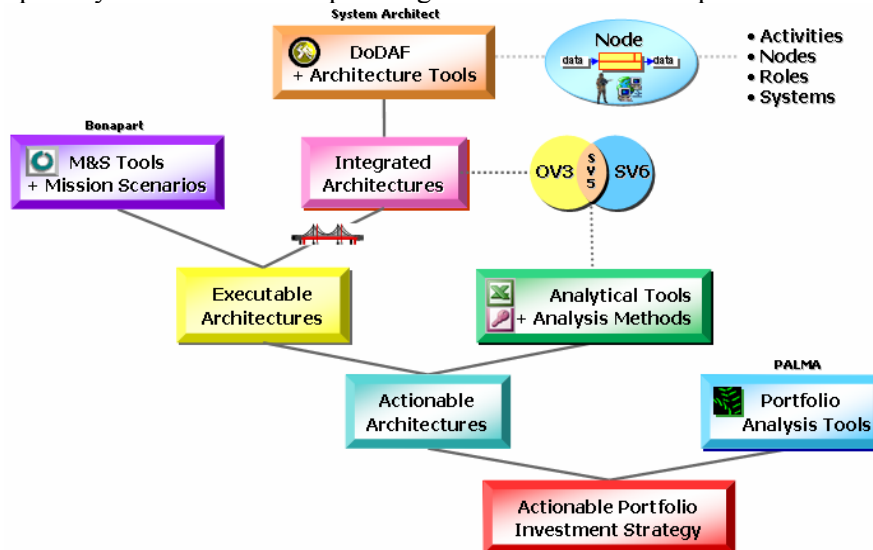 System Architect
DoDAF
+ Architecture Tools
Node
data
data
• Activities
• Nodes
• Roles
• Systems
Bonapart
M&S Tools
+ Mission Scenarios
Integrated
Architectures
OV3
SV5
SV6
Executable
Architectures
Analytical Tools
+ Analysis Methods
PALMA
Actionable
Architectures
Portfolio
Analysis Tools
Actionable Portfolio
Investment Strategy